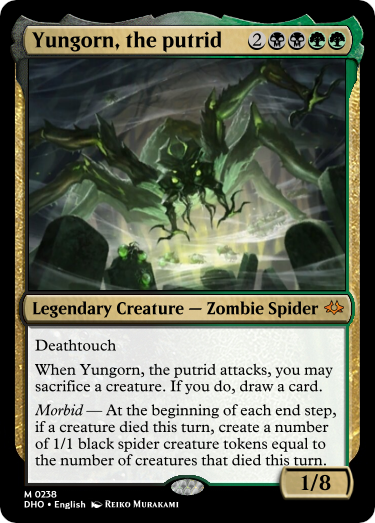 Yungorn, the putrid 2
Legendary Creature — Zombie Spider
Deathtouch
When Yungorn, the putrid attacks, you may
sacrifice a creature. If you do, draw a card.
Morbid — At the beginning of each end step,
if a creature died this turn, create a number
of 1/1 black spider creature tokens equal to
the number of creatures that died this turn.
1/8
M 0238
DHO • English Reiko Murakami